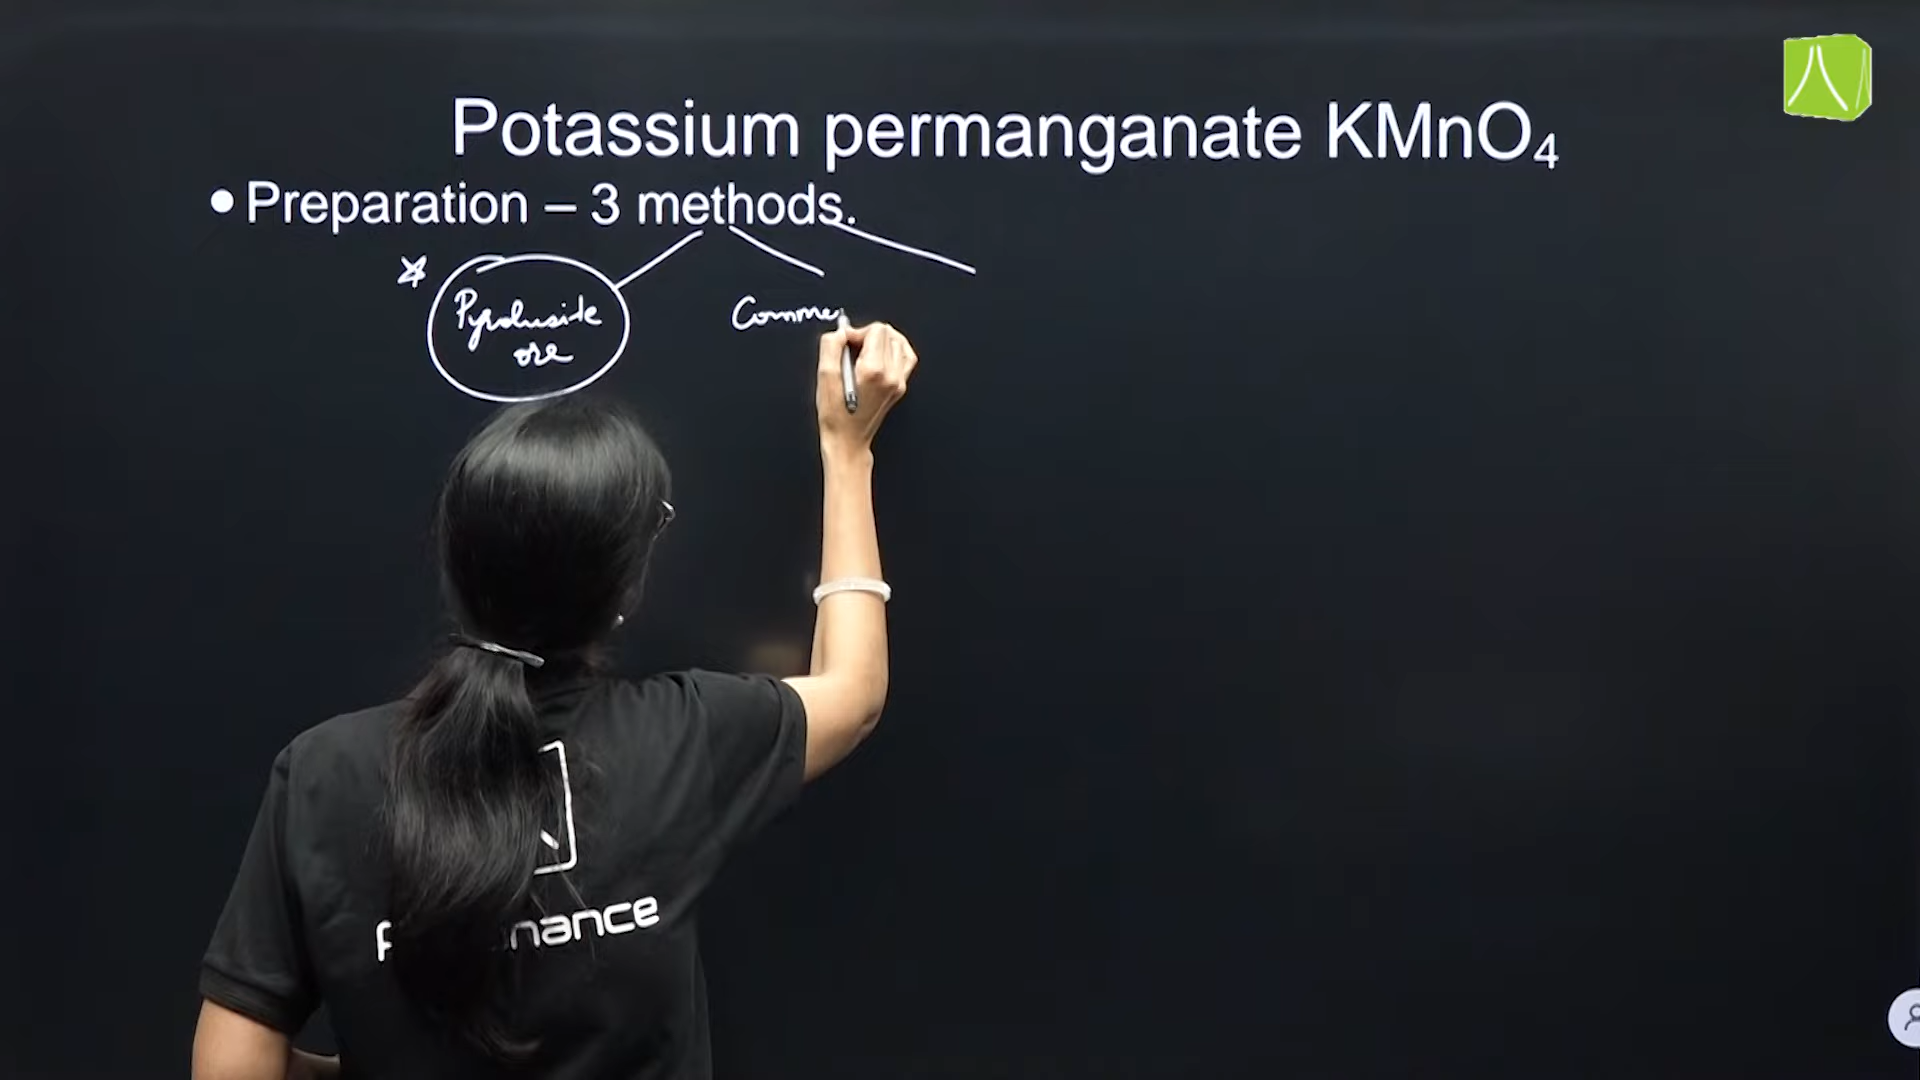 Potassium permanganate KMnO₄
• Preparation – 3 methods.
Pyrolusite
ore
Comme
nance